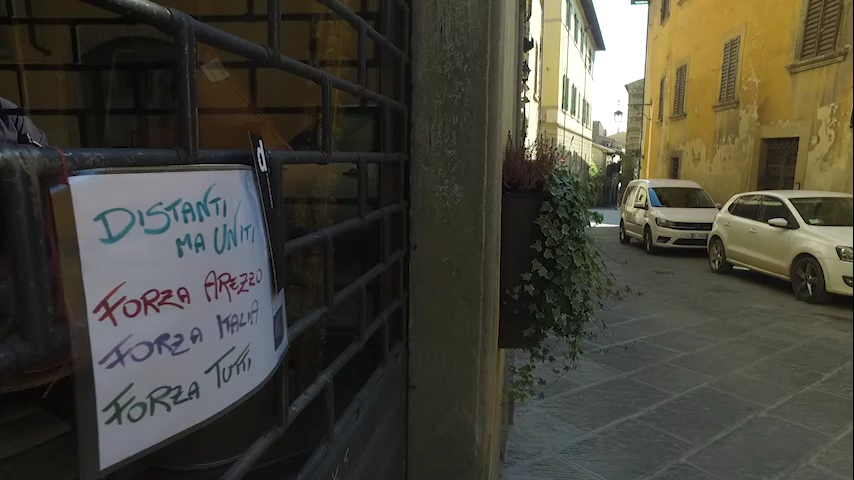 DISTANTI
MA UNITI
FORZA AREZZO
FORZA ITALIA
FORZA TUTTI